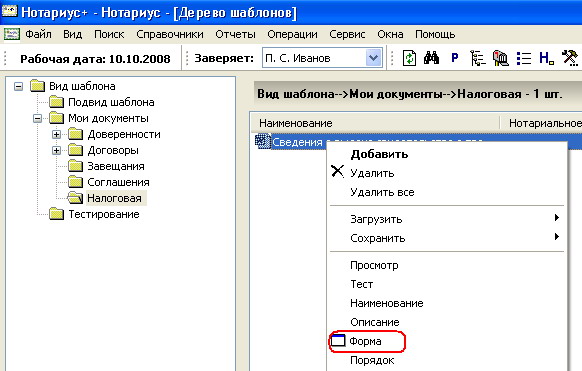 Нотариус+ - Нотариус - [Дерево шаблонов]
Файл Вид Поиск Справочники Отчеты Операции Сервис Окна Помощь
Рабочая дата: 10.10.2008 Заверяет: П. С. Иванов P H..
Вид шаблона
Подвид шаблона
Мои документы
Доверенности
Договоры
Завещания
Соглашения
Налоговая
Тестирование
Вид шаблона-->Мои документы-->Налоговая - 1 шт.
Наименование Нотариальное
Сведения
Добавить
Удалить
Удалить все
Загрузить
Сохранить
Просмотр
Тест
Наименование
Описание
Форма
Порядок